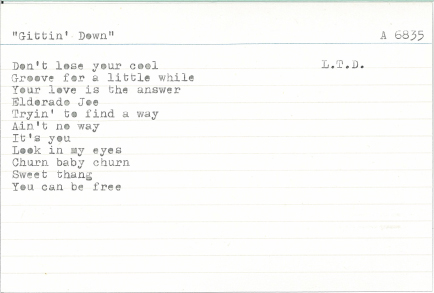 "Gittin' Down" A 6835
Don't lose your cool L.T.D.
Groove for a little while
Your love is the answer
Eldorado Joe
Tryin' to find a way
Ain't no way
It's you
Look in my eyes
Churn baby churn
Sweet thang
You can be free